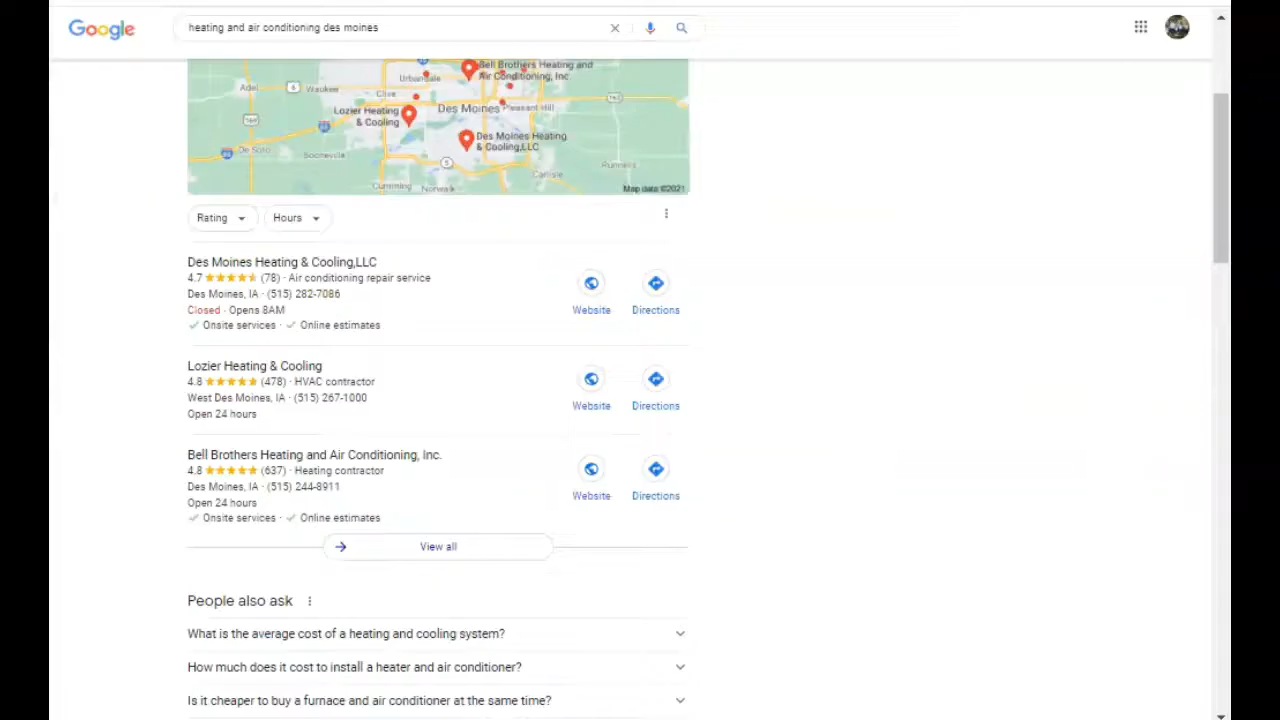 Google
heating and air conditioning des moines
Bell Brothers Heating and
Air Conditioning, Inc.
Urbandale
Adel
6
Waukee
Clive
Lozier Heating
& Cooling
Des Moines
Pleasant Hill
163
169
Des Moines Heating
& Cooling,LLC
De Soto
Booneville
5
Runnells
Carlisle
Cumming
Norwalk
Map data ©2021
Rating
Hours
Des Moines Heating & Cooling,LLC
4.7 ★★★★★ (78) · Air conditioning repair service
Des Moines, IA · (515) 282-7086
Closed · Opens 8AM
✓ Onsite services · ✓ Online estimates
Website
Directions
Lozier Heating & Cooling
4.8 ★★★★★ (478) · HVAC contractor
West Des Moines, IA · (515) 267-1000
Open 24 hours
Website
Directions
Bell Brothers Heating and Air Conditioning, Inc.
4.8 ★★★★★ (637) · Heating contractor
Des Moines, IA · (515) 244-8911
Open 24 hours
✓ Onsite services · ✓ Online estimates
Website
Directions
View all
People also ask
What is the average cost of a heating and cooling system?
How much does it cost to install a heater and air conditioner?
Is it cheaper to buy a furnace and air conditioner at the same time?